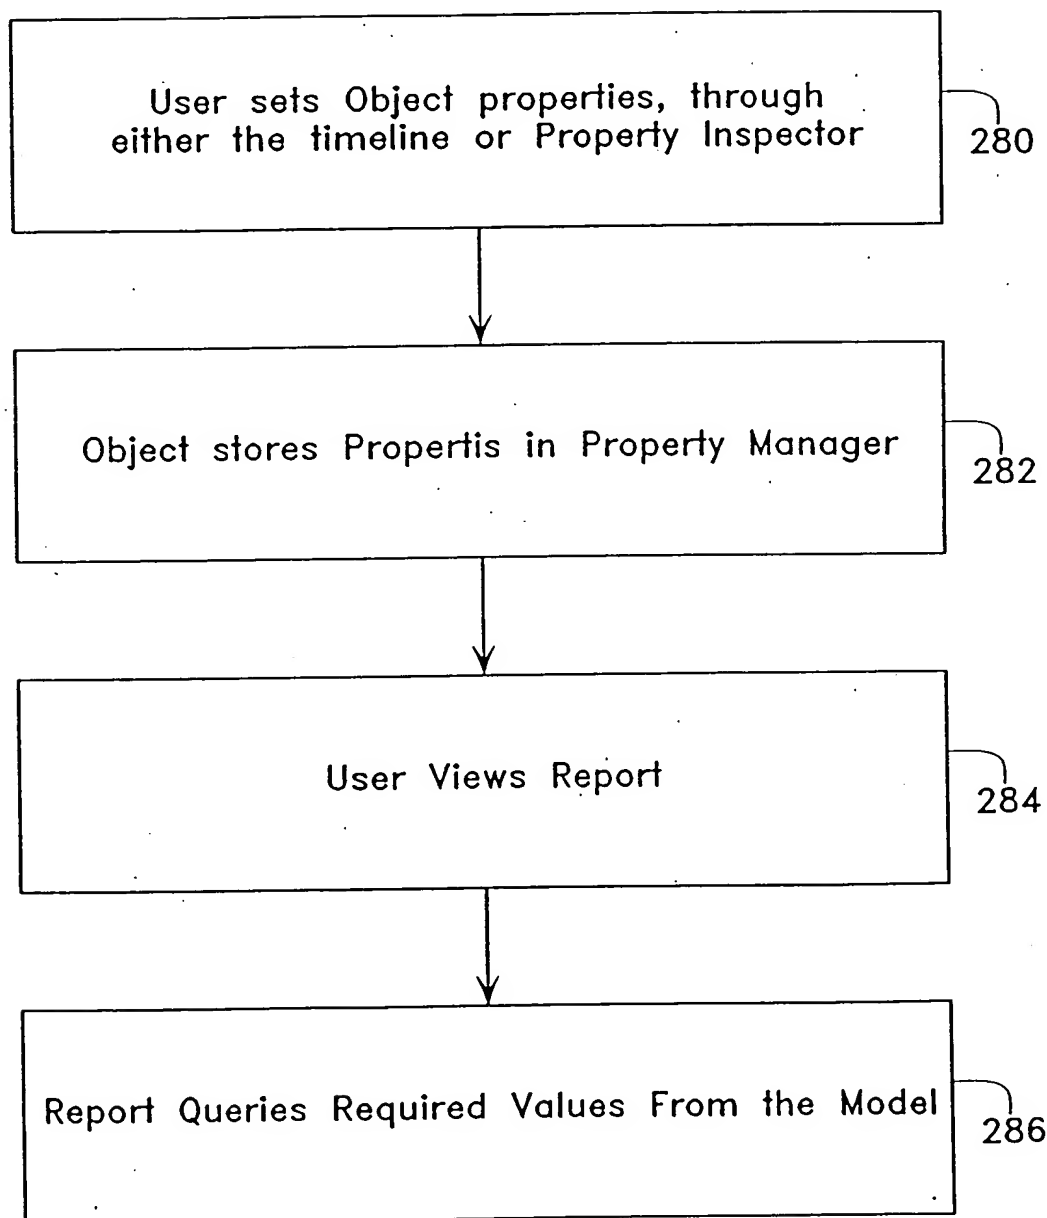 User sets Object properties, through
either the timeline or Property Inspector
280
Object stores Propertis in Property Manager
282
User Views Report
284
Report Queries Required Values From the Model
286